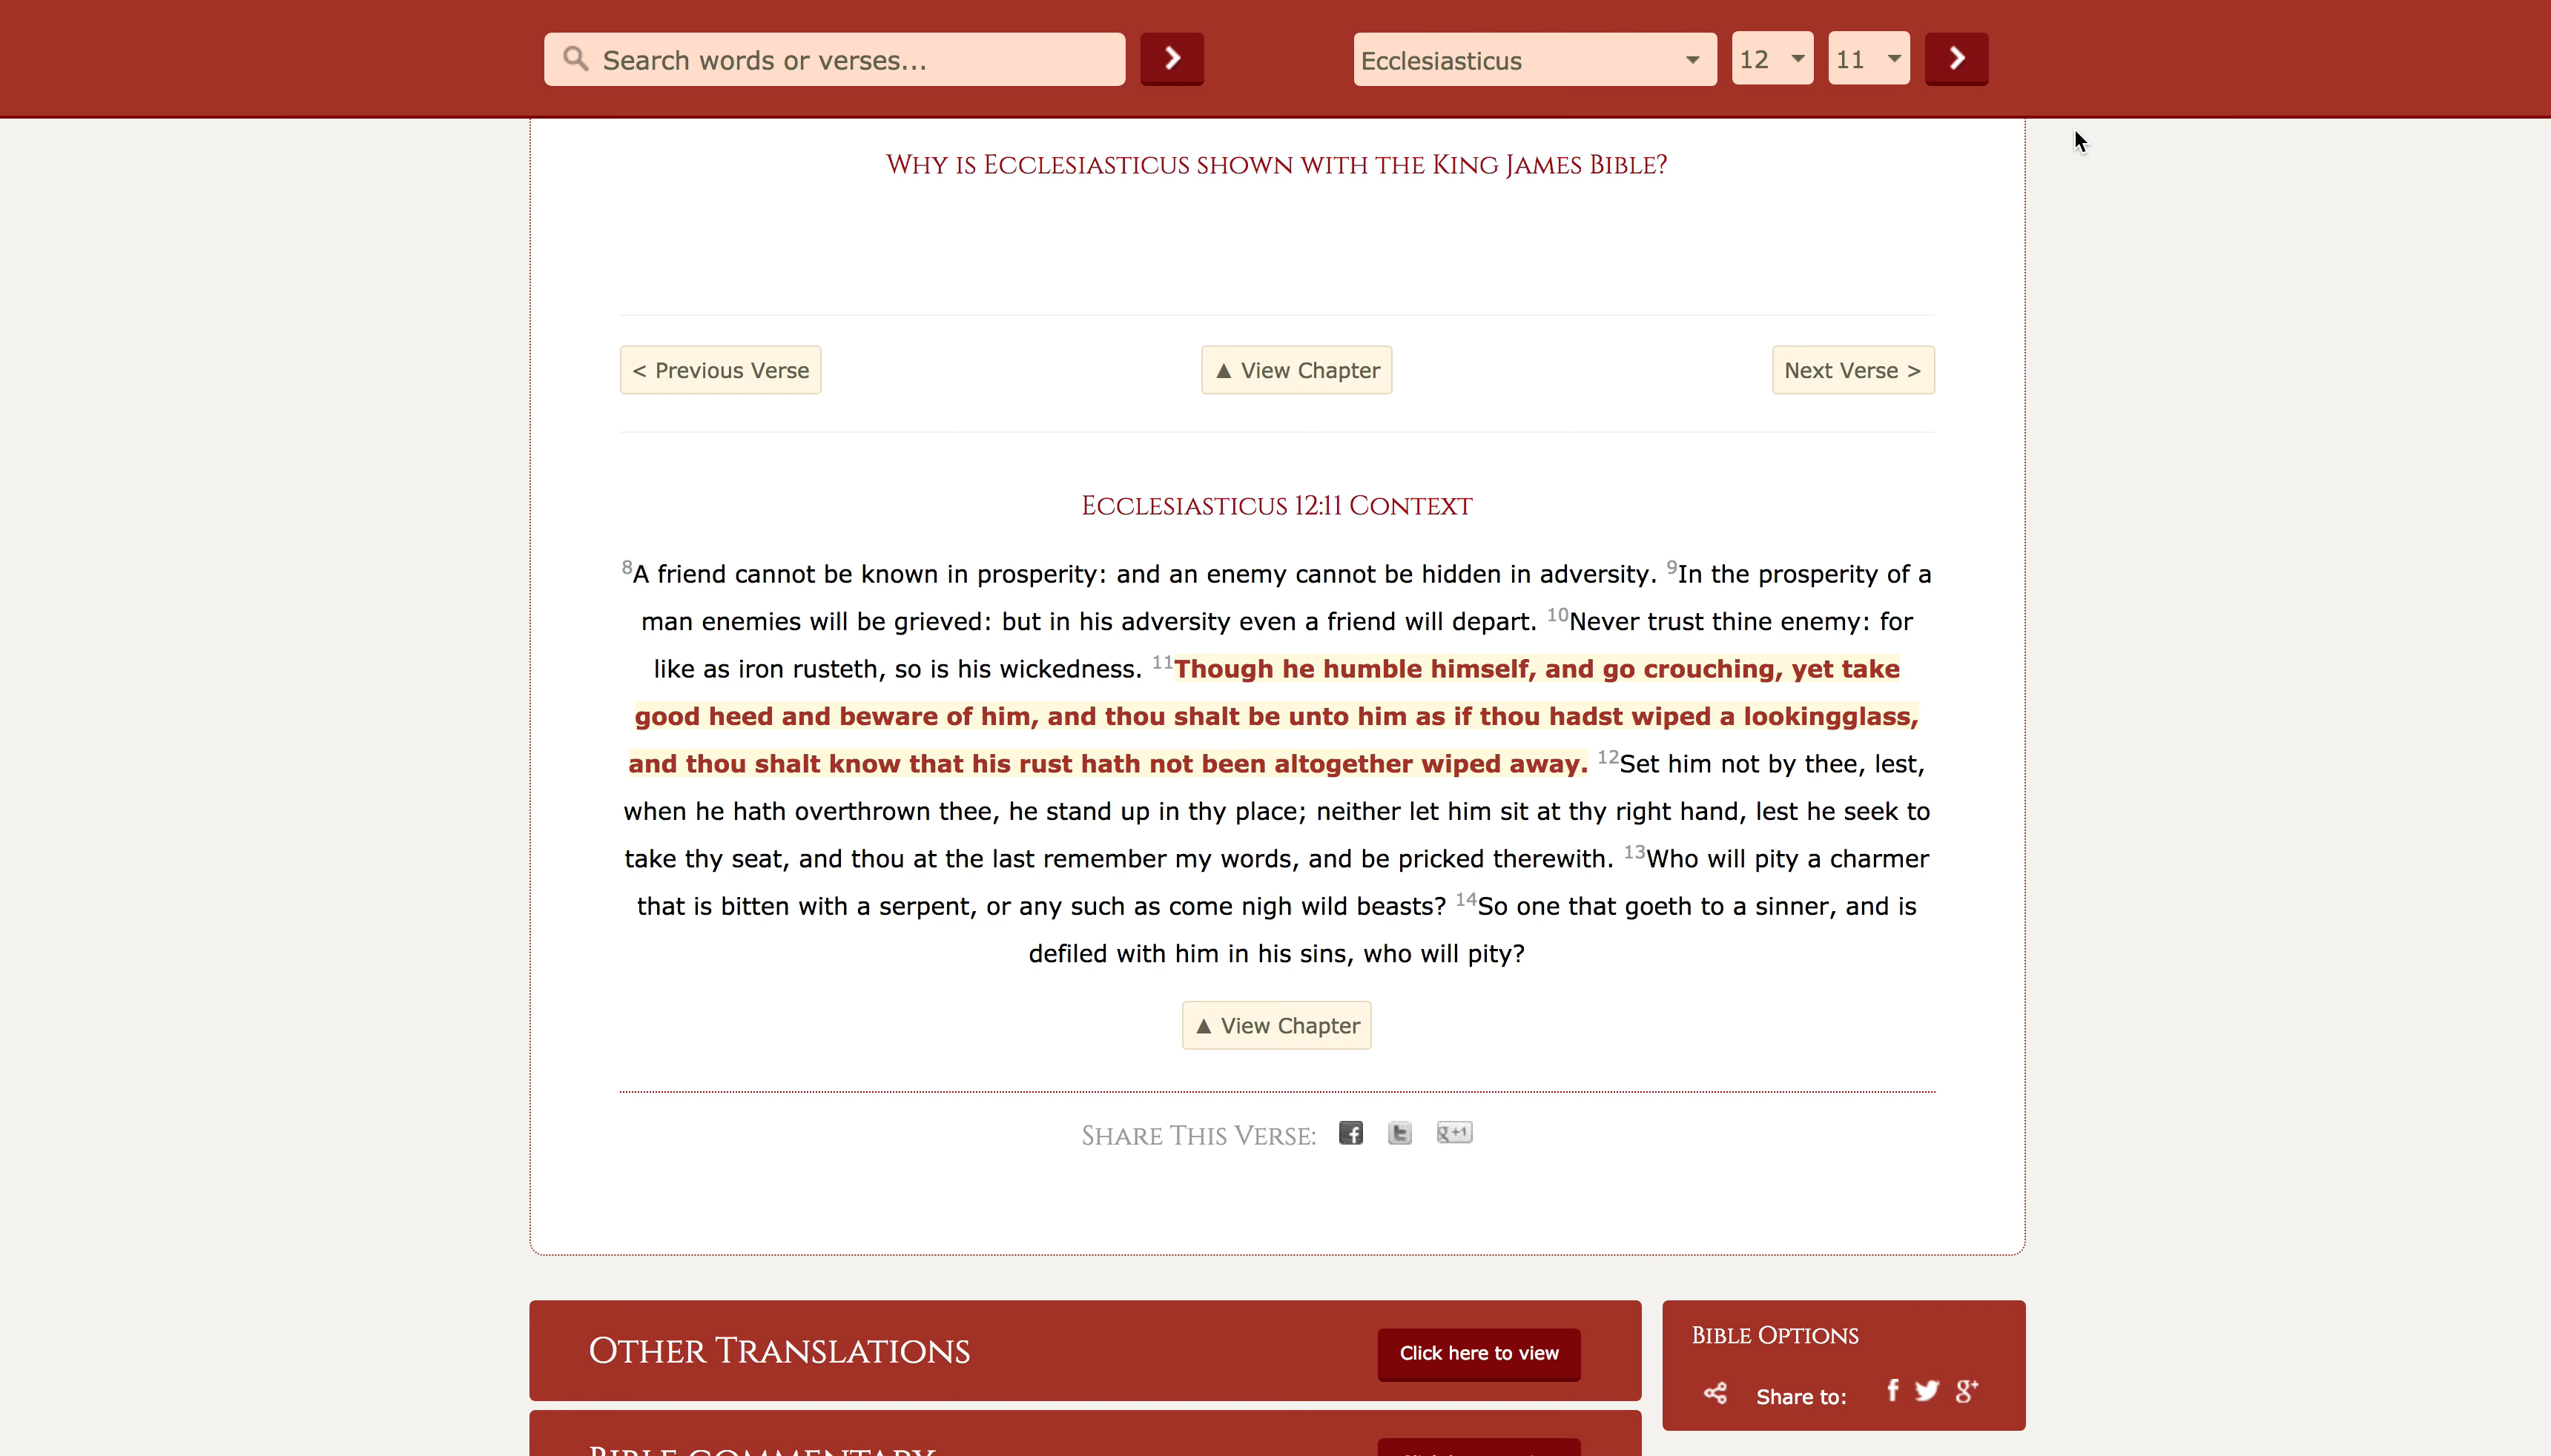 Search words or verses...
Ecclesiasticus
12
11
Why is Ecclesiasticus shown with the King James Bible?
< Previous Verse
▲ View Chapter
Next Verse >
Ecclesiasticus 12:11 Context
8A friend cannot be known in prosperity: and an enemy cannot be hidden in adversity. 9In the prosperity of a
man enemies will be grieved: but in his adversity even a friend will depart. 10Never trust thine enemy: for
like as iron rusteth, so is his wickedness. 11Though he humble himself, and go crouching, yet take
good heed and beware of him, and thou shalt be unto him as if thou hadst wiped a lookingglass,
and thou shalt know that his rust hath not been altogether wiped away. 12Set him not by thee, lest,
when he hath overthrown thee, he stand up in thy place; neither let him sit at thy right hand, lest he seek to
take thy seat, and thou at the last remember my words, and be pricked therewith. 13Who will pity a charmer
that is bitten with a serpent, or any such as come nigh wild beasts? 14So one that goeth to a sinner, and is
defiled with him in his sins, who will pity?
▲ View Chapter
Share This Verse:
g+1
Other Translations
Click here to view
Bible Options
Share to:
Bible Commentary